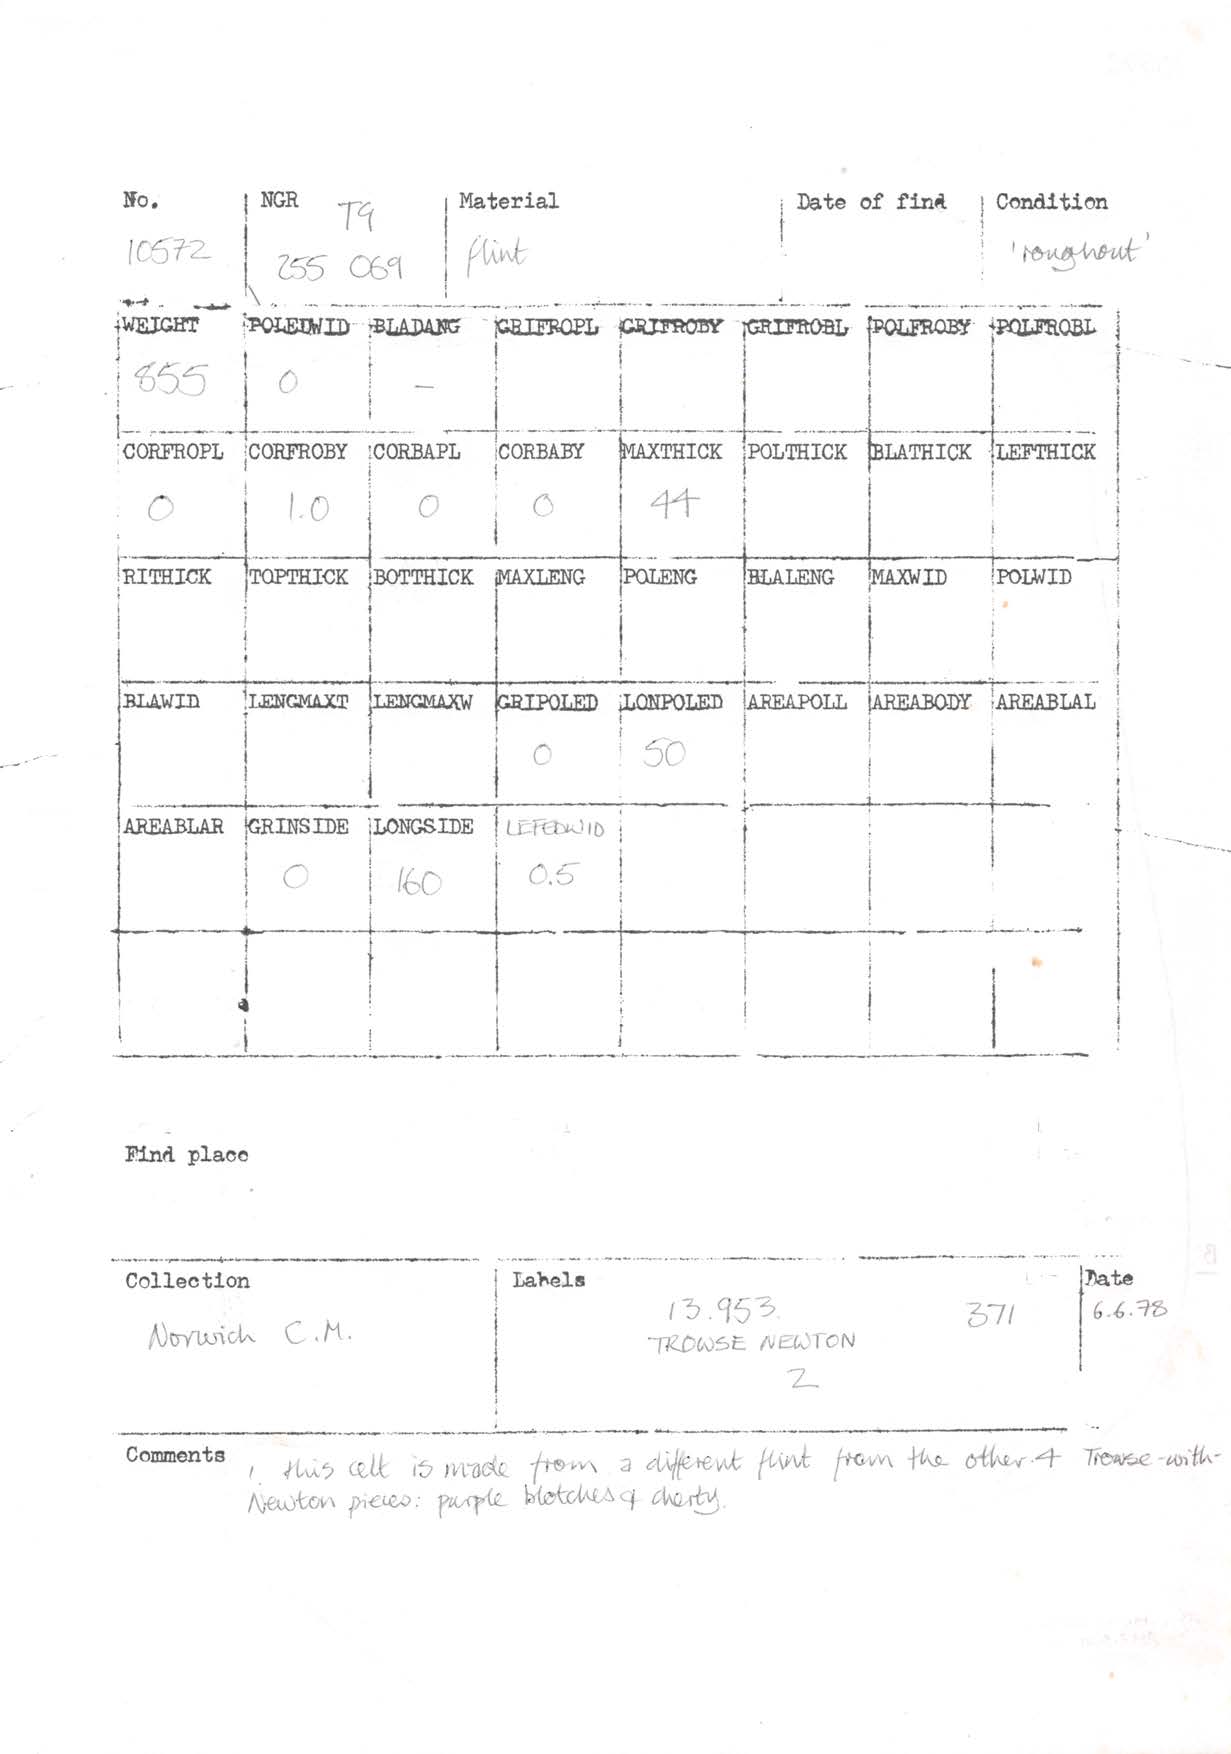 No. NGR Material Date of find Condition
TG
10572 255 069 flint 'roughout'
WEIGHT POLEDWID BLADANG GRIFROPL GRIFROBY GRIFROBL POLFROBY POLFROBL
855 0 –
CORFROPL CORFROBY CORBAPL CORBABY MAXTHICK POLTHICK BLATHICK LEFTHICK
0 1.0 0 0 44
RITHICK TOPTHICK BOTTHICK MAXLENG POLENG BLALENG MAXWID POLWID
BLAWID LENGMAXT LENGMAXW GRIPOLED LONPOLED AREAPOLL AREABODY AREABLAL
0 50
AREABLAR GRINSIDE LONGSIDE LEFEDWID
0 160 0.5
Find place
Collection Labels Date
13.953. 371 6.6.78
Norwich C.M. TROWSE NEWTON
2
Comments 1. this celt is made from a different flint from the other 4 Trowse-with-
Newton pieces: purple blotches & cherty.